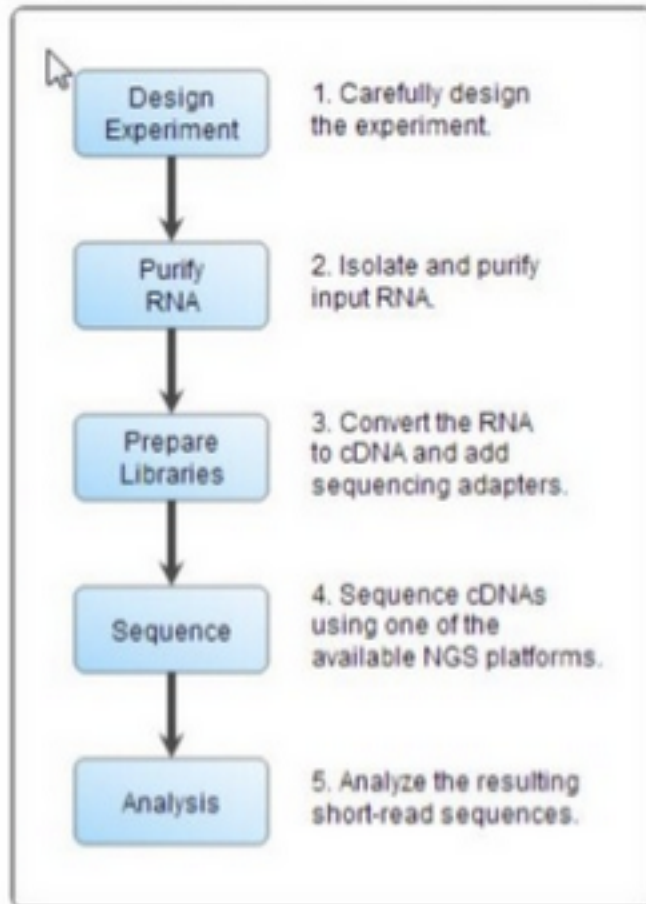 Design
Experiment
1. Carefully design
the experiment.
Purify
RNA
2. Isolate and purify
input RNA.
Prepare
Libraries
3. Convert the RNA
to cDNA and add
sequencing adapters.
Sequence
4. Sequence cDNAs
using one of the
available NGS platforms.
Analysis
5. Analyze the resulting
short-read sequences.